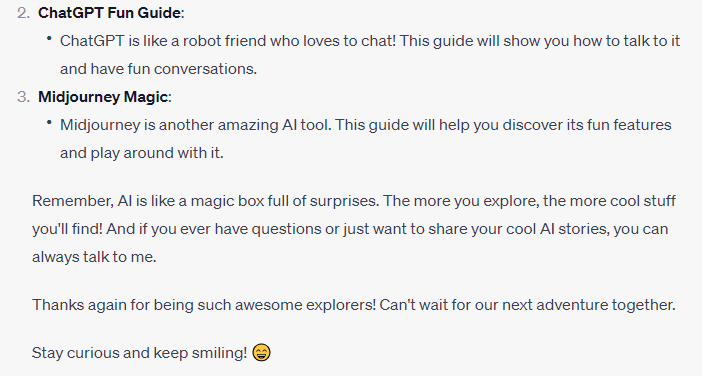 2. ChatGPT Fun Guide:
• ChatGPT is like a robot friend who loves to chat! This guide will show you how to talk to it
and have fun conversations.
3. Midjourney Magic:
• Midjourney is another amazing AI tool. This guide will help you discover its fun features
and play around with it.
Remember, AI is like a magic box full of surprises. The more you explore, the more cool stuff
you'll find! And if you ever have questions or just want to share your cool AI stories, you can
always talk to me.
Thanks again for being such awesome explorers! Can't wait for our next adventure together.
Stay curious and keep smiling! 😄